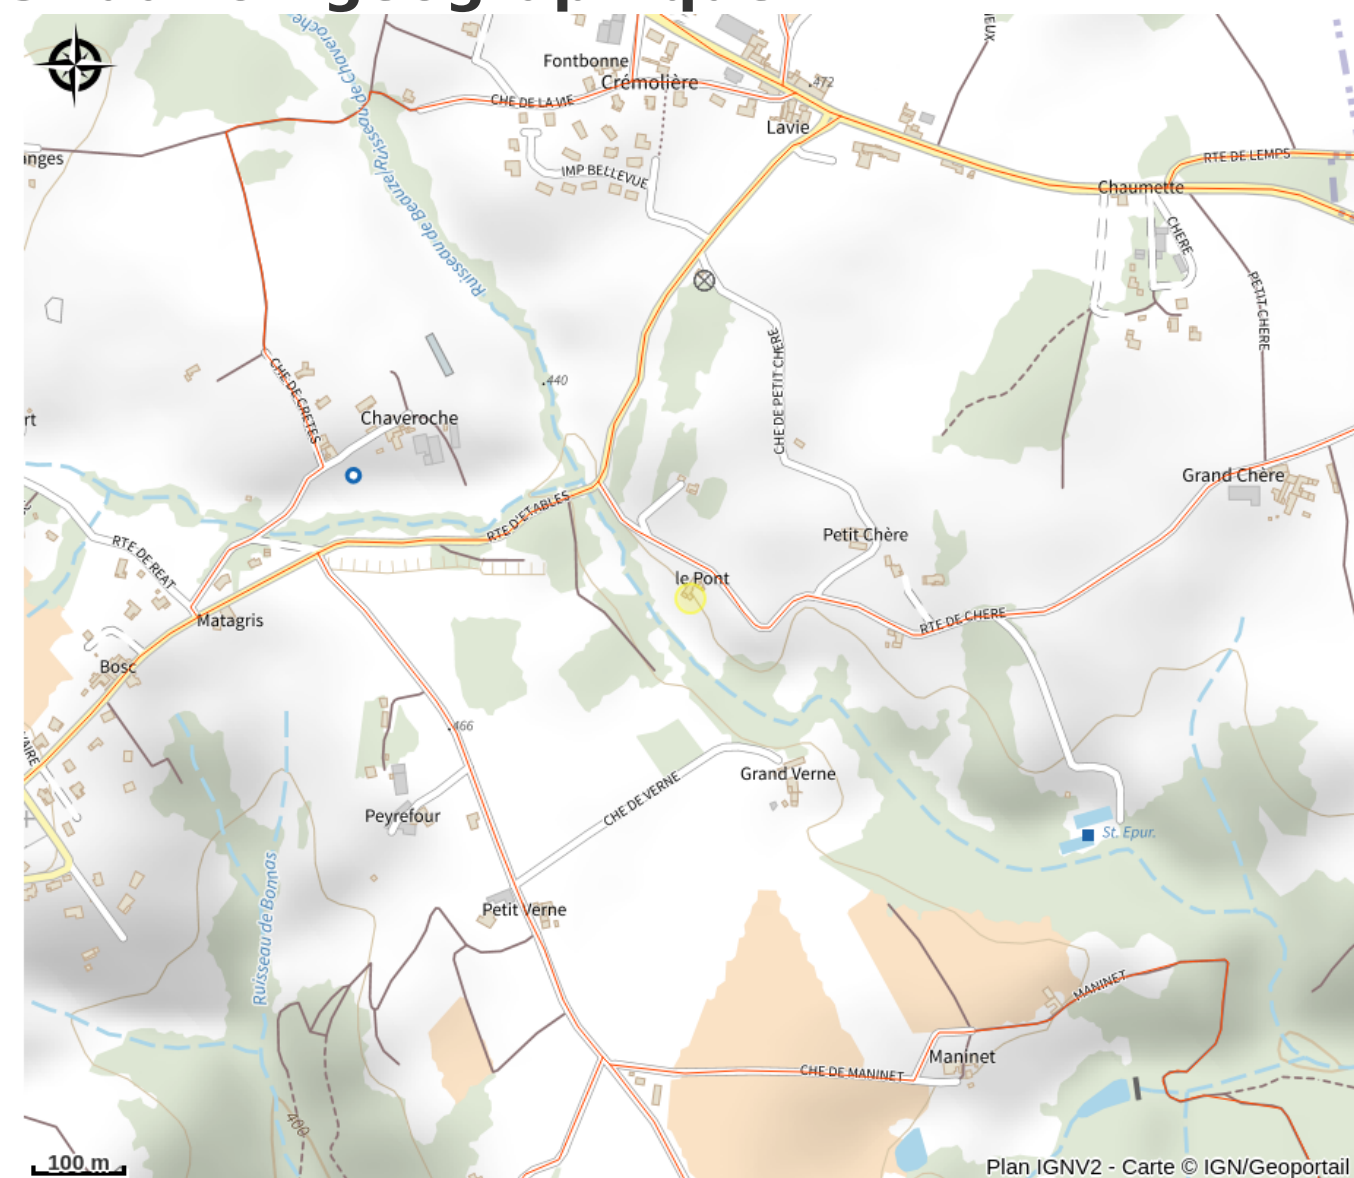 Fontbonne
Crémolière
472
CHE DE LA VIE
Lavie
IMP BELLEVUE
RTE DE LEMPS
Chaumette
CHERE
Ruisseau de Beauze/Ruisseau de Chaveroche
PETIT CHERE
CHE DE PETIT CHERE
440
CHE DE CRETES
Chaveroche
Grand Chère
RTE D'ETABLES
Petit Chère
RTE DE REAT
le Pont
RTE DE CHERE
Matagris
Bosc
466
Grand Verne
CHE DE VERNE
Peyrefour
St. Epur.
Petit Verne
Ruisseau de Bonnas
MANINET
Maninet
CHE DE MANINET
400
100 m
Plan IGNV2 - Carte © IGN/Geoportail